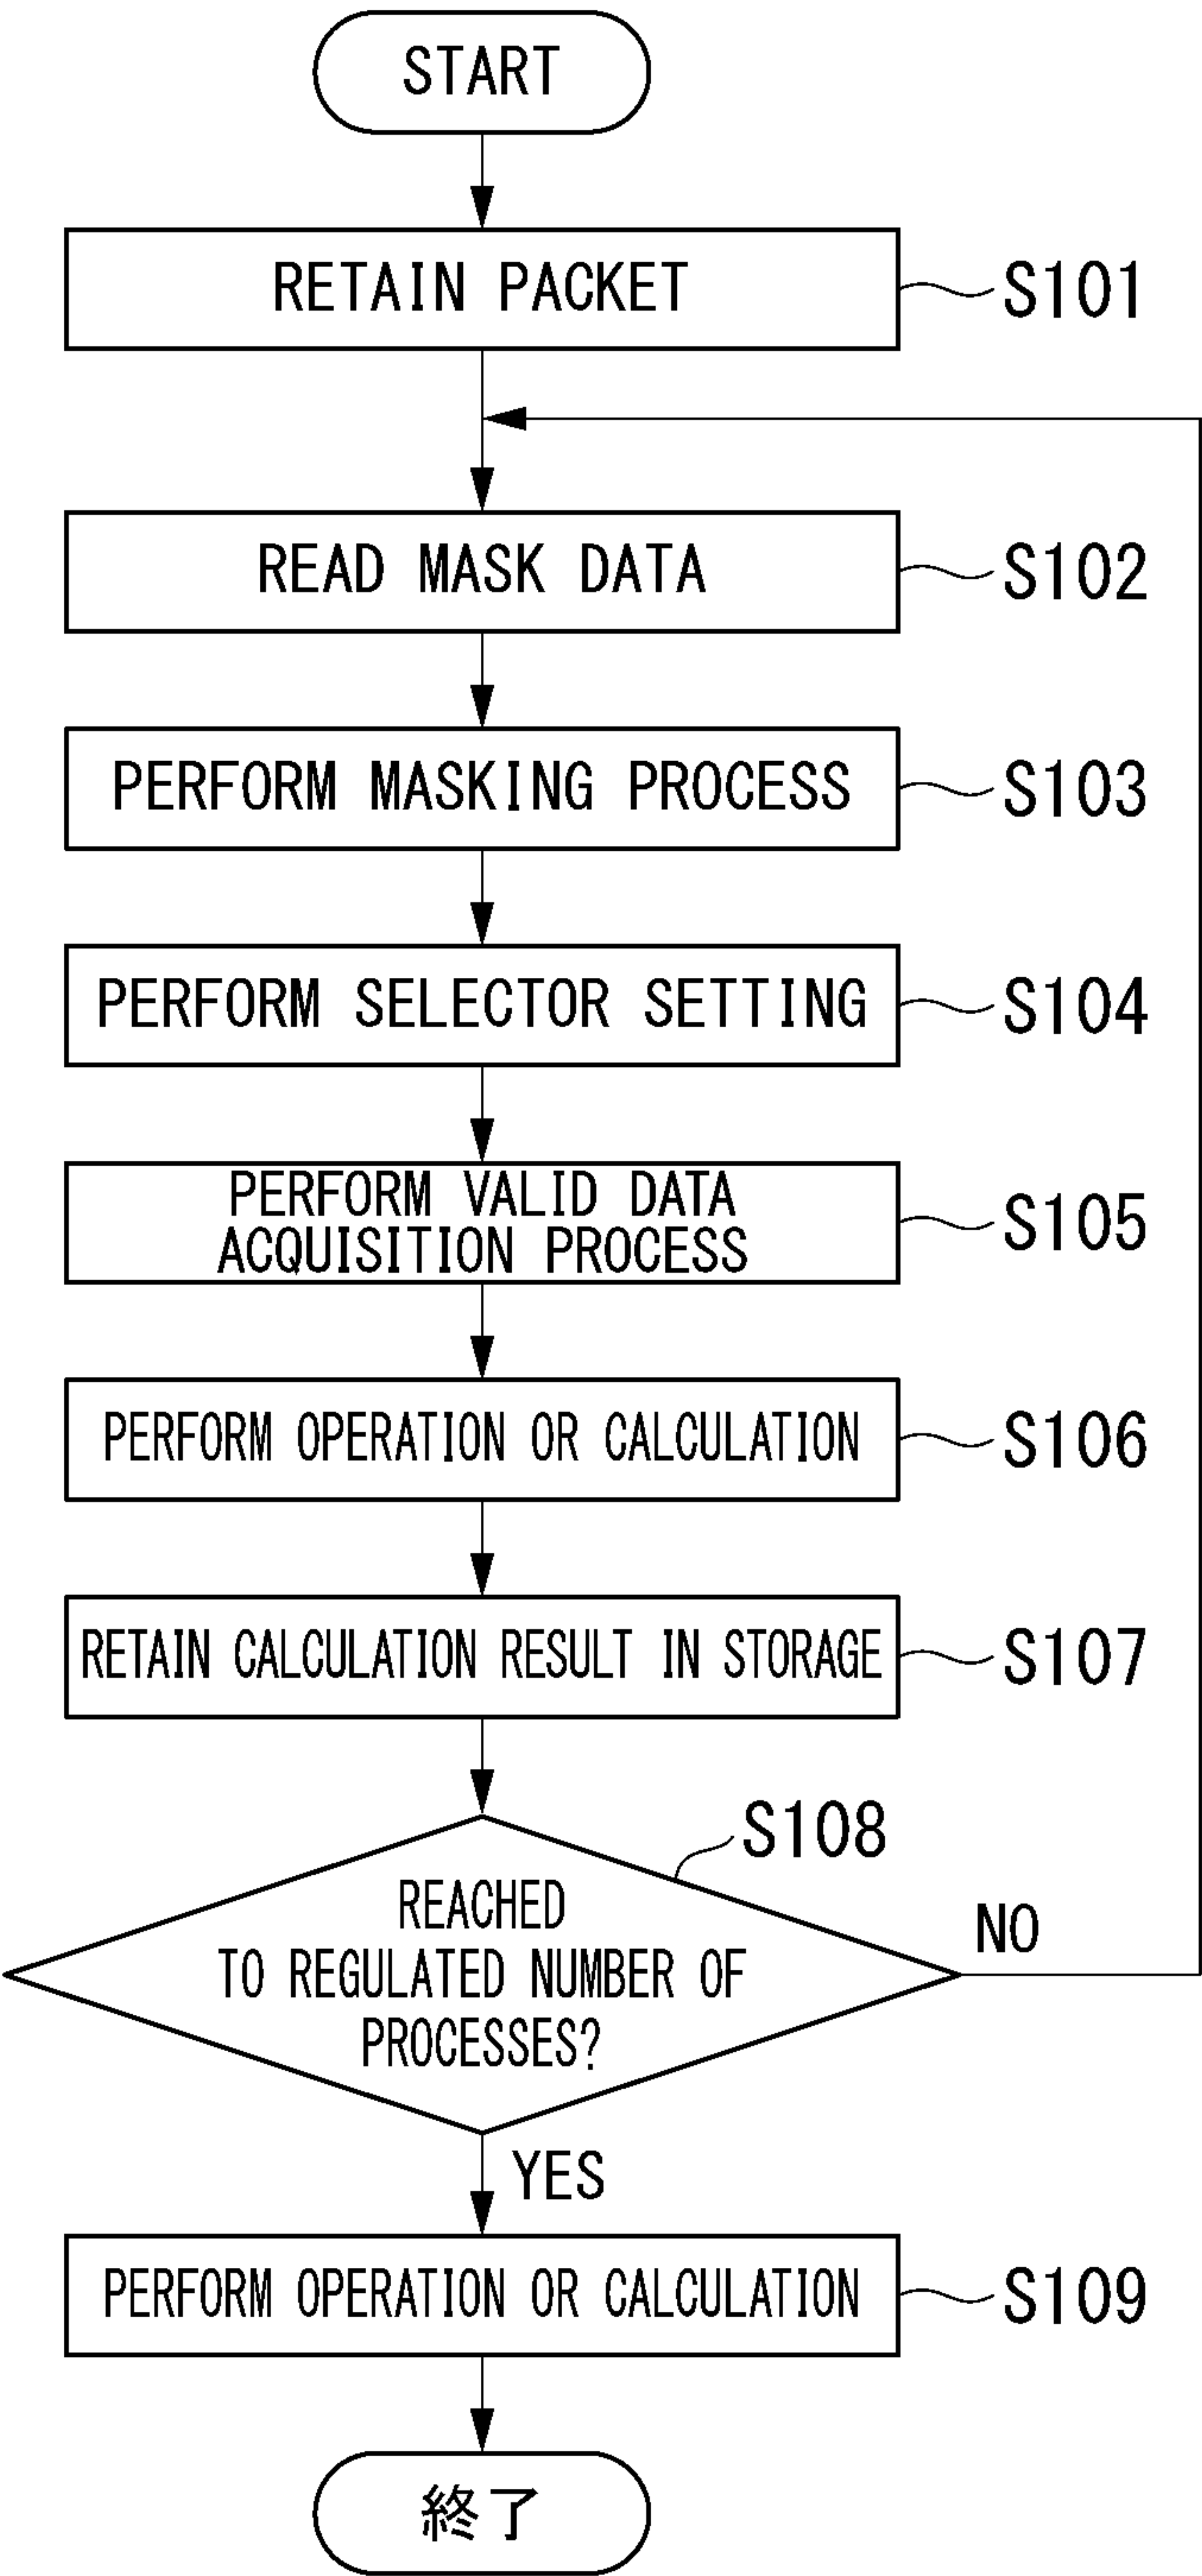 START
RETAIN PACKET
S101
READ MASK DATA
S102
PERFORM MASKING PROCESS
S103
PERFORM SELECTOR SETTING
S104
PERFORM VALID DATA
ACQUISITION PROCESS
S105
PERFORM OPERATION OR CALCULATION
S106
RETAIN CALCULATION RESULT IN STORAGE
S107
S108
REACHED
TO REGULATED NUMBER OF
PROCESSES?
NO
YES
PERFORM OPERATION OR CALCULATION
S109
終了